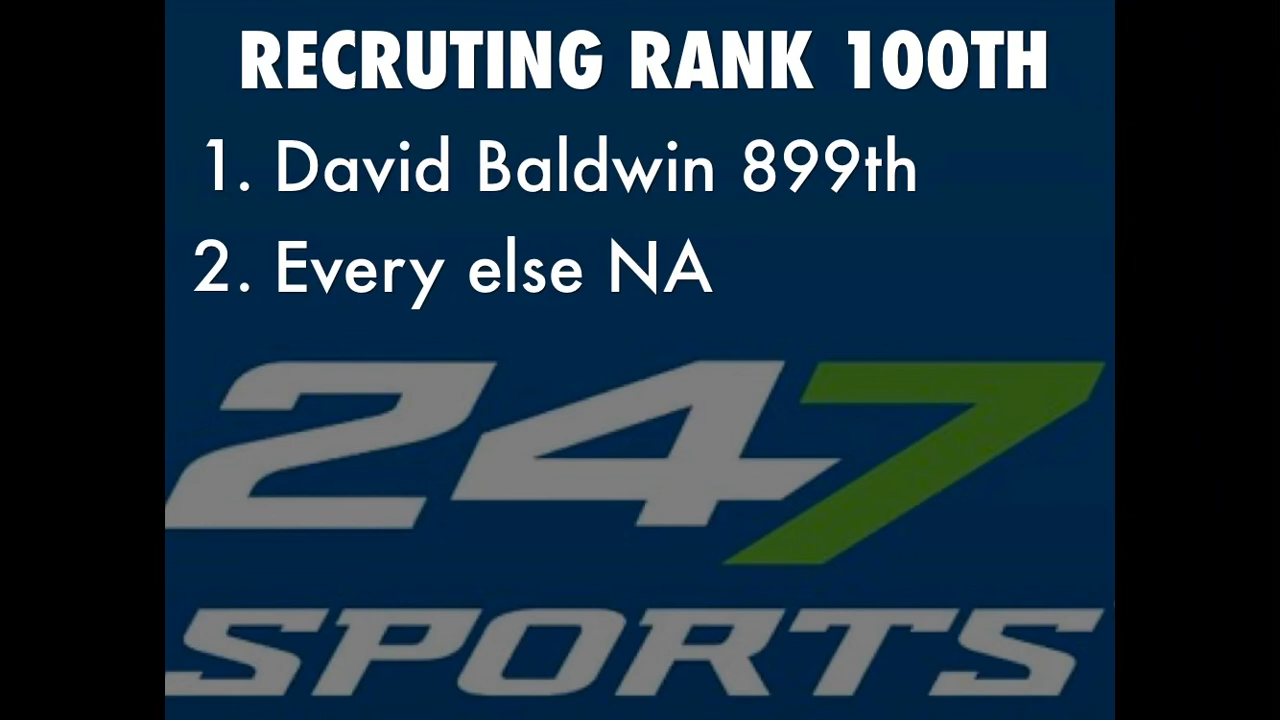 RECRUTING RANK 100TH
1. David Baldwin 899th
2. Every else NA
247
SPORTS